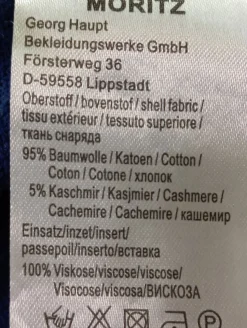 MORITZ
Georg Haupt
Bekleidungswerke GmbH
Försterweg 36
D-59558 Lippstadt
Oberstoff / bovenstof / shell fabric /
tissu extérieur / tessuto superiore /
ткань снаряда
95% Baumwolle / Katoen / Cotton /
Coton / Cotone / хлопок
5% Kaschmir / Kasjmier / Cashmere /
Cachemire / Cachemire / кашемир
Einsatz/inzet/insert/
passepoil/inserto/вставка
100% Viskose/viscose/viscose/
Visocose/viscosa/ВИСКОЗА
P